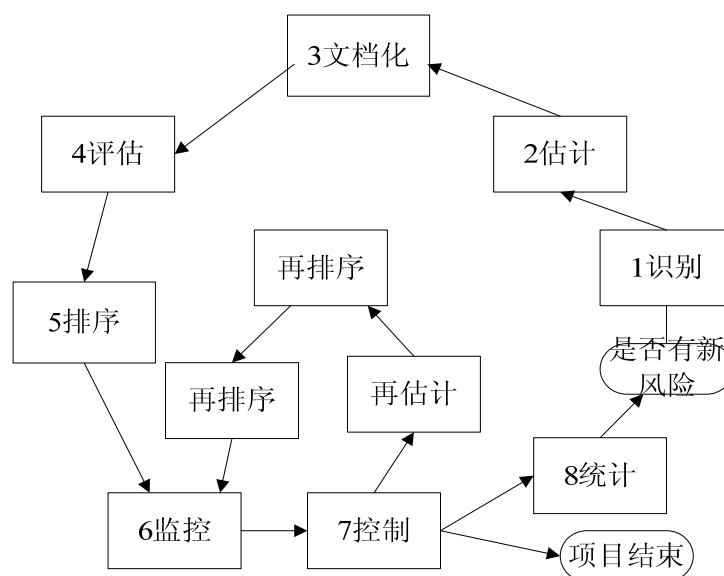 3文档化
4评估
2估计
再排序
1识别
5排序
是否有新
风险
再排序
再估计
8统计
6监控
7控制
项目结束